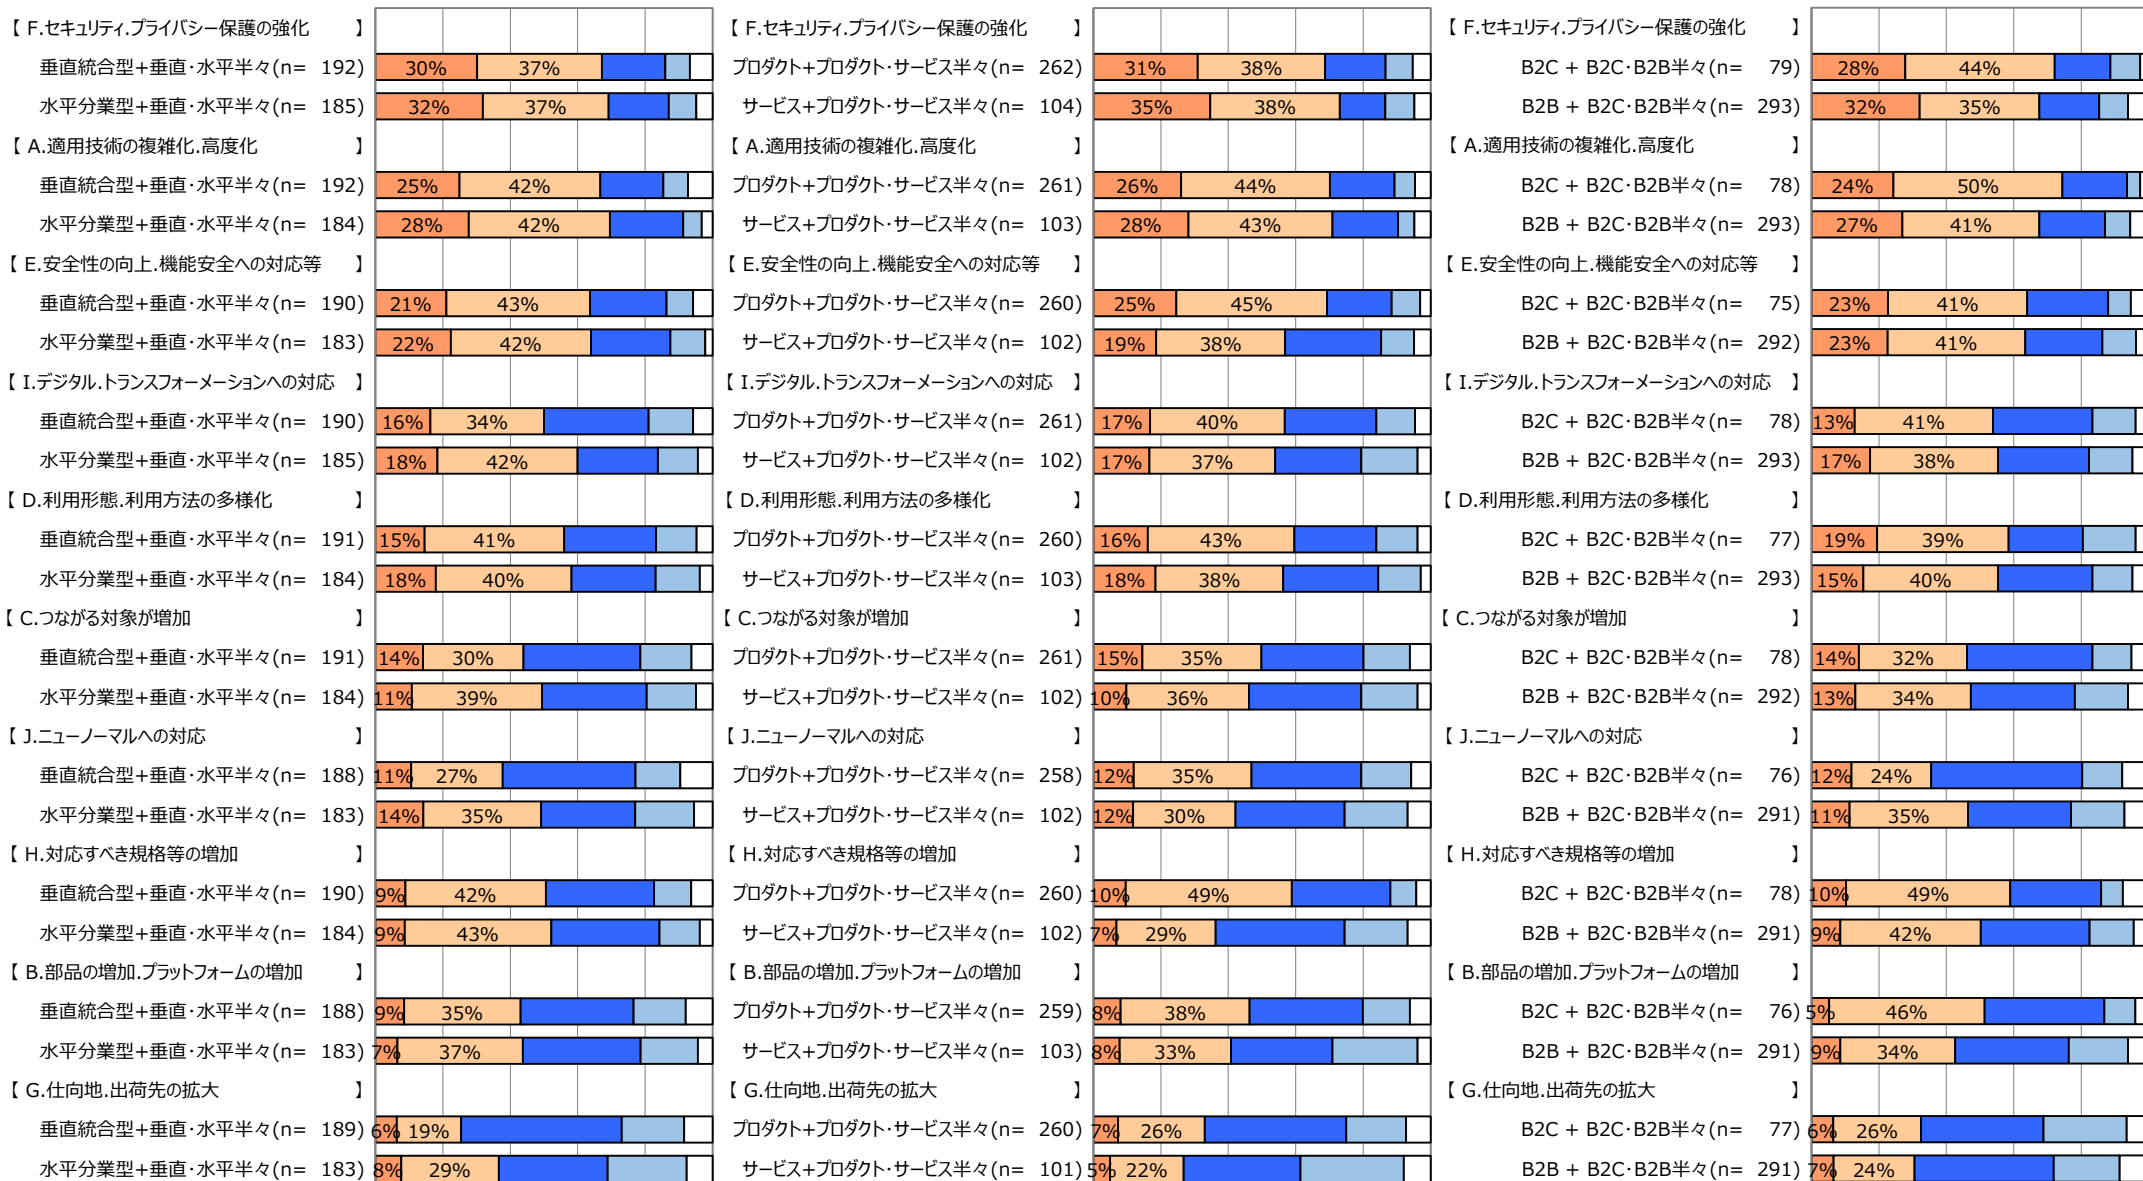 【 F.セキュリティ.プライバシー保護の強化 】
垂直統合型+垂直・水平半々(n= 192) 30% 37%
水平分業型+垂直・水平半々(n= 185) 32% 37%
【 A.適用技術の複雑化.高度化 】
垂直統合型+垂直・水平半々(n= 192) 25% 42%
水平分業型+垂直・水平半々(n= 184) 28% 42%
【 E.安全性の向上.機能安全への対応等 】
垂直統合型+垂直・水平半々(n= 190) 21% 43%
水平分業型+垂直・水平半々(n= 183) 22% 42%
【 I.デジタル.トランスフォーメーションへの対応 】
垂直統合型+垂直・水平半々(n= 190) 16% 34%
水平分業型+垂直・水平半々(n= 185) 18% 42%
【 D.利用形態.利用方法の多様化 】
垂直統合型+垂直・水平半々(n= 191) 15% 41%
水平分業型+垂直・水平半々(n= 184) 18% 40%
【 C.つながる対象が増加 】
垂直統合型+垂直・水平半々(n= 191) 14% 30%
水平分業型+垂直・水平半々(n= 184) 11% 39%
【 J.ニューノーマルへの対応 】
垂直統合型+垂直・水平半々(n= 188) 11% 27%
水平分業型+垂直・水平半々(n= 183) 14% 35%
【 H.対応すべき規格等の増加 】
垂直統合型+垂直・水平半々(n= 190) 9% 42%
水平分業型+垂直・水平半々(n= 184) 9% 43%
【 B.部品の増加.プラットフォームの増加 】
垂直統合型+垂直・水平半々(n= 188) 9% 35%
水平分業型+垂直・水平半々(n= 183) 7% 37%
【 G.仕向地.出荷先の拡大 】
垂直統合型+垂直・水平半々(n= 189) 6% 19%
水平分業型+垂直・水平半々(n= 183) 8% 29%
【 F.セキュリティ.プライバシー保護の強化 】
プロダクト+プロダクト・サービス半々(n= 262) 31% 38%
サービス+プロダクト・サービス半々(n= 104) 35% 38%
【 A.適用技術の複雑化.高度化 】
プロダクト+プロダクト・サービス半々(n= 261) 26% 44%
サービス+プロダクト・サービス半々(n= 103) 28% 43%
【 E.安全性の向上.機能安全への対応等 】
プロダクト+プロダクト・サービス半々(n= 260) 25% 45%
サービス+プロダクト・サービス半々(n= 102) 19% 38%
【 I.デジタル.トランスフォーメーションへの対応 】
プロダクト+プロダクト・サービス半々(n= 261) 17% 40%
サービス+プロダクト・サービス半々(n= 102) 17% 37%
【 D.利用形態.利用方法の多様化 】
プロダクト+プロダクト・サービス半々(n= 260) 16% 43%
サービス+プロダクト・サービス半々(n= 103) 18% 38%
【 C.つながる対象が増加 】
プロダクト+プロダクト・サービス半々(n= 261) 15% 35%
サービス+プロダクト・サービス半々(n= 102) 10% 36%
【 J.ニューノーマルへの対応 】
プロダクト+プロダクト・サービス半々(n= 258) 12% 35%
サービス+プロダクト・サービス半々(n= 102) 12% 30%
【 H.対応すべき規格等の増加 】
プロダクト+プロダクト・サービス半々(n= 260) 10% 49%
サービス+プロダクト・サービス半々(n= 102) 7% 29%
【 B.部品の増加.プラットフォームの増加 】
プロダクト+プロダクト・サービス半々(n= 259) 8% 38%
サービス+プロダクト・サービス半々(n= 103) 8% 33%
【 G.仕向地.出荷先の拡大 】
プロダクト+プロダクト・サービス半々(n= 260) 7% 26%
サービス+プロダクト・サービス半々(n= 101) 5% 22%
【 F.セキュリティ.プライバシー保護の強化 】
B2C + B2C・B2B半々(n= 79) 28% 44%
B2B + B2C・B2B半々(n= 293) 32% 35%
【 A.適用技術の複雑化.高度化 】
B2C + B2C・B2B半々(n= 78) 24% 50%
B2B + B2C・B2B半々(n= 293) 27% 41%
【 E.安全性の向上.機能安全への対応等 】
B2C + B2C・B2B半々(n= 75) 23% 41%
B2B + B2C・B2B半々(n= 292) 23% 41%
【 I.デジタル.トランスフォーメーションへの対応 】
B2C + B2C・B2B半々(n= 78) 13% 41%
B2B + B2C・B2B半々(n= 293) 17% 38%
【 D.利用形態.利用方法の多様化 】
B2C + B2C・B2B半々(n= 77) 19% 39%
B2B + B2C・B2B半々(n= 293) 15% 40%
【 C.つながる対象が増加 】
B2C + B2C・B2B半々(n= 78) 14% 32%
B2B + B2C・B2B半々(n= 292) 13% 34%
【 J.ニューノーマルへの対応 】
B2C + B2C・B2B半々(n= 76) 12% 24%
B2B + B2C・B2B半々(n= 291) 11% 35%
【 H.対応すべき規格等の増加 】
B2C + B2C・B2B半々(n= 78) 10% 49%
B2B + B2C・B2B半々(n= 291) 9% 42%
【 B.部品の増加.プラットフォームの増加 】
B2C + B2C・B2B半々(n= 76) 5% 46%
B2B + B2C・B2B半々(n= 291) 9% 34%
【 G.仕向地.出荷先の拡大 】
B2C + B2C・B2B半々(n= 77) 6% 26%
B2B + B2C・B2B半々(n= 291) 7% 24%